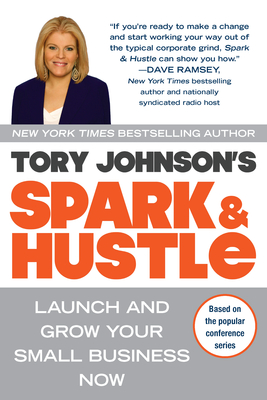 “If you’re ready to make a change
and start working your way out
of the typical corporate grind, Spark
& Hustle can show you how.”
—DAVE RAMSEY,
New York Times bestselling
author and nationally
syndicated radio host
NEW YORK TIMES BESTSELLING AUTHOR
TORY JOHNSON’S
SPARK &
HUSTLe
LAUNCH AND
GROW YOUR
SMALL BUSINESS
NOW
Based on
the popular
conference
series